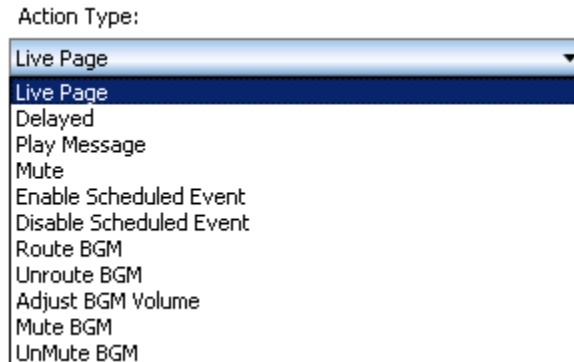 Action Type:
Live Page
Live Page
Delayed
Play Message
Mute
Enable Scheduled Event
Disable Scheduled Event
Route BGM
Unroute BGM
Adjust BGM Volume
Mute BGM
UnMute BGM